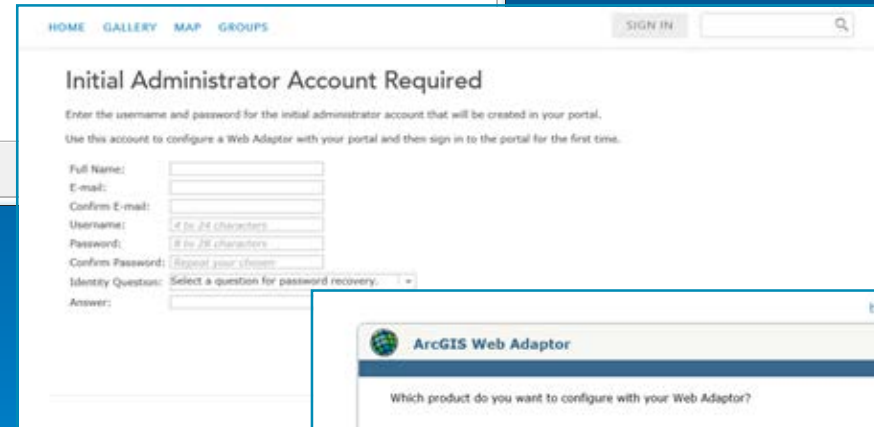 HOME GALLERY MAP GROUPS SIGN IN
Initial Administrator Account Required
Enter the username and password for the initial administrator account that will be created in your portal.
Use this account to configure a Web Adaptor with your portal and then sign in to the portal for the first time.
Full Name:
E-mail:
Confirm E-mail:
Username: 4 to 24 characters
Password: 8 to 28 characters
Confirm Password: Repeat your chosen
Identity Question: Select a question for password recovery.
Answer:
ArcGIS Web Adaptor
Which product do you want to configure with your Web Adaptor?